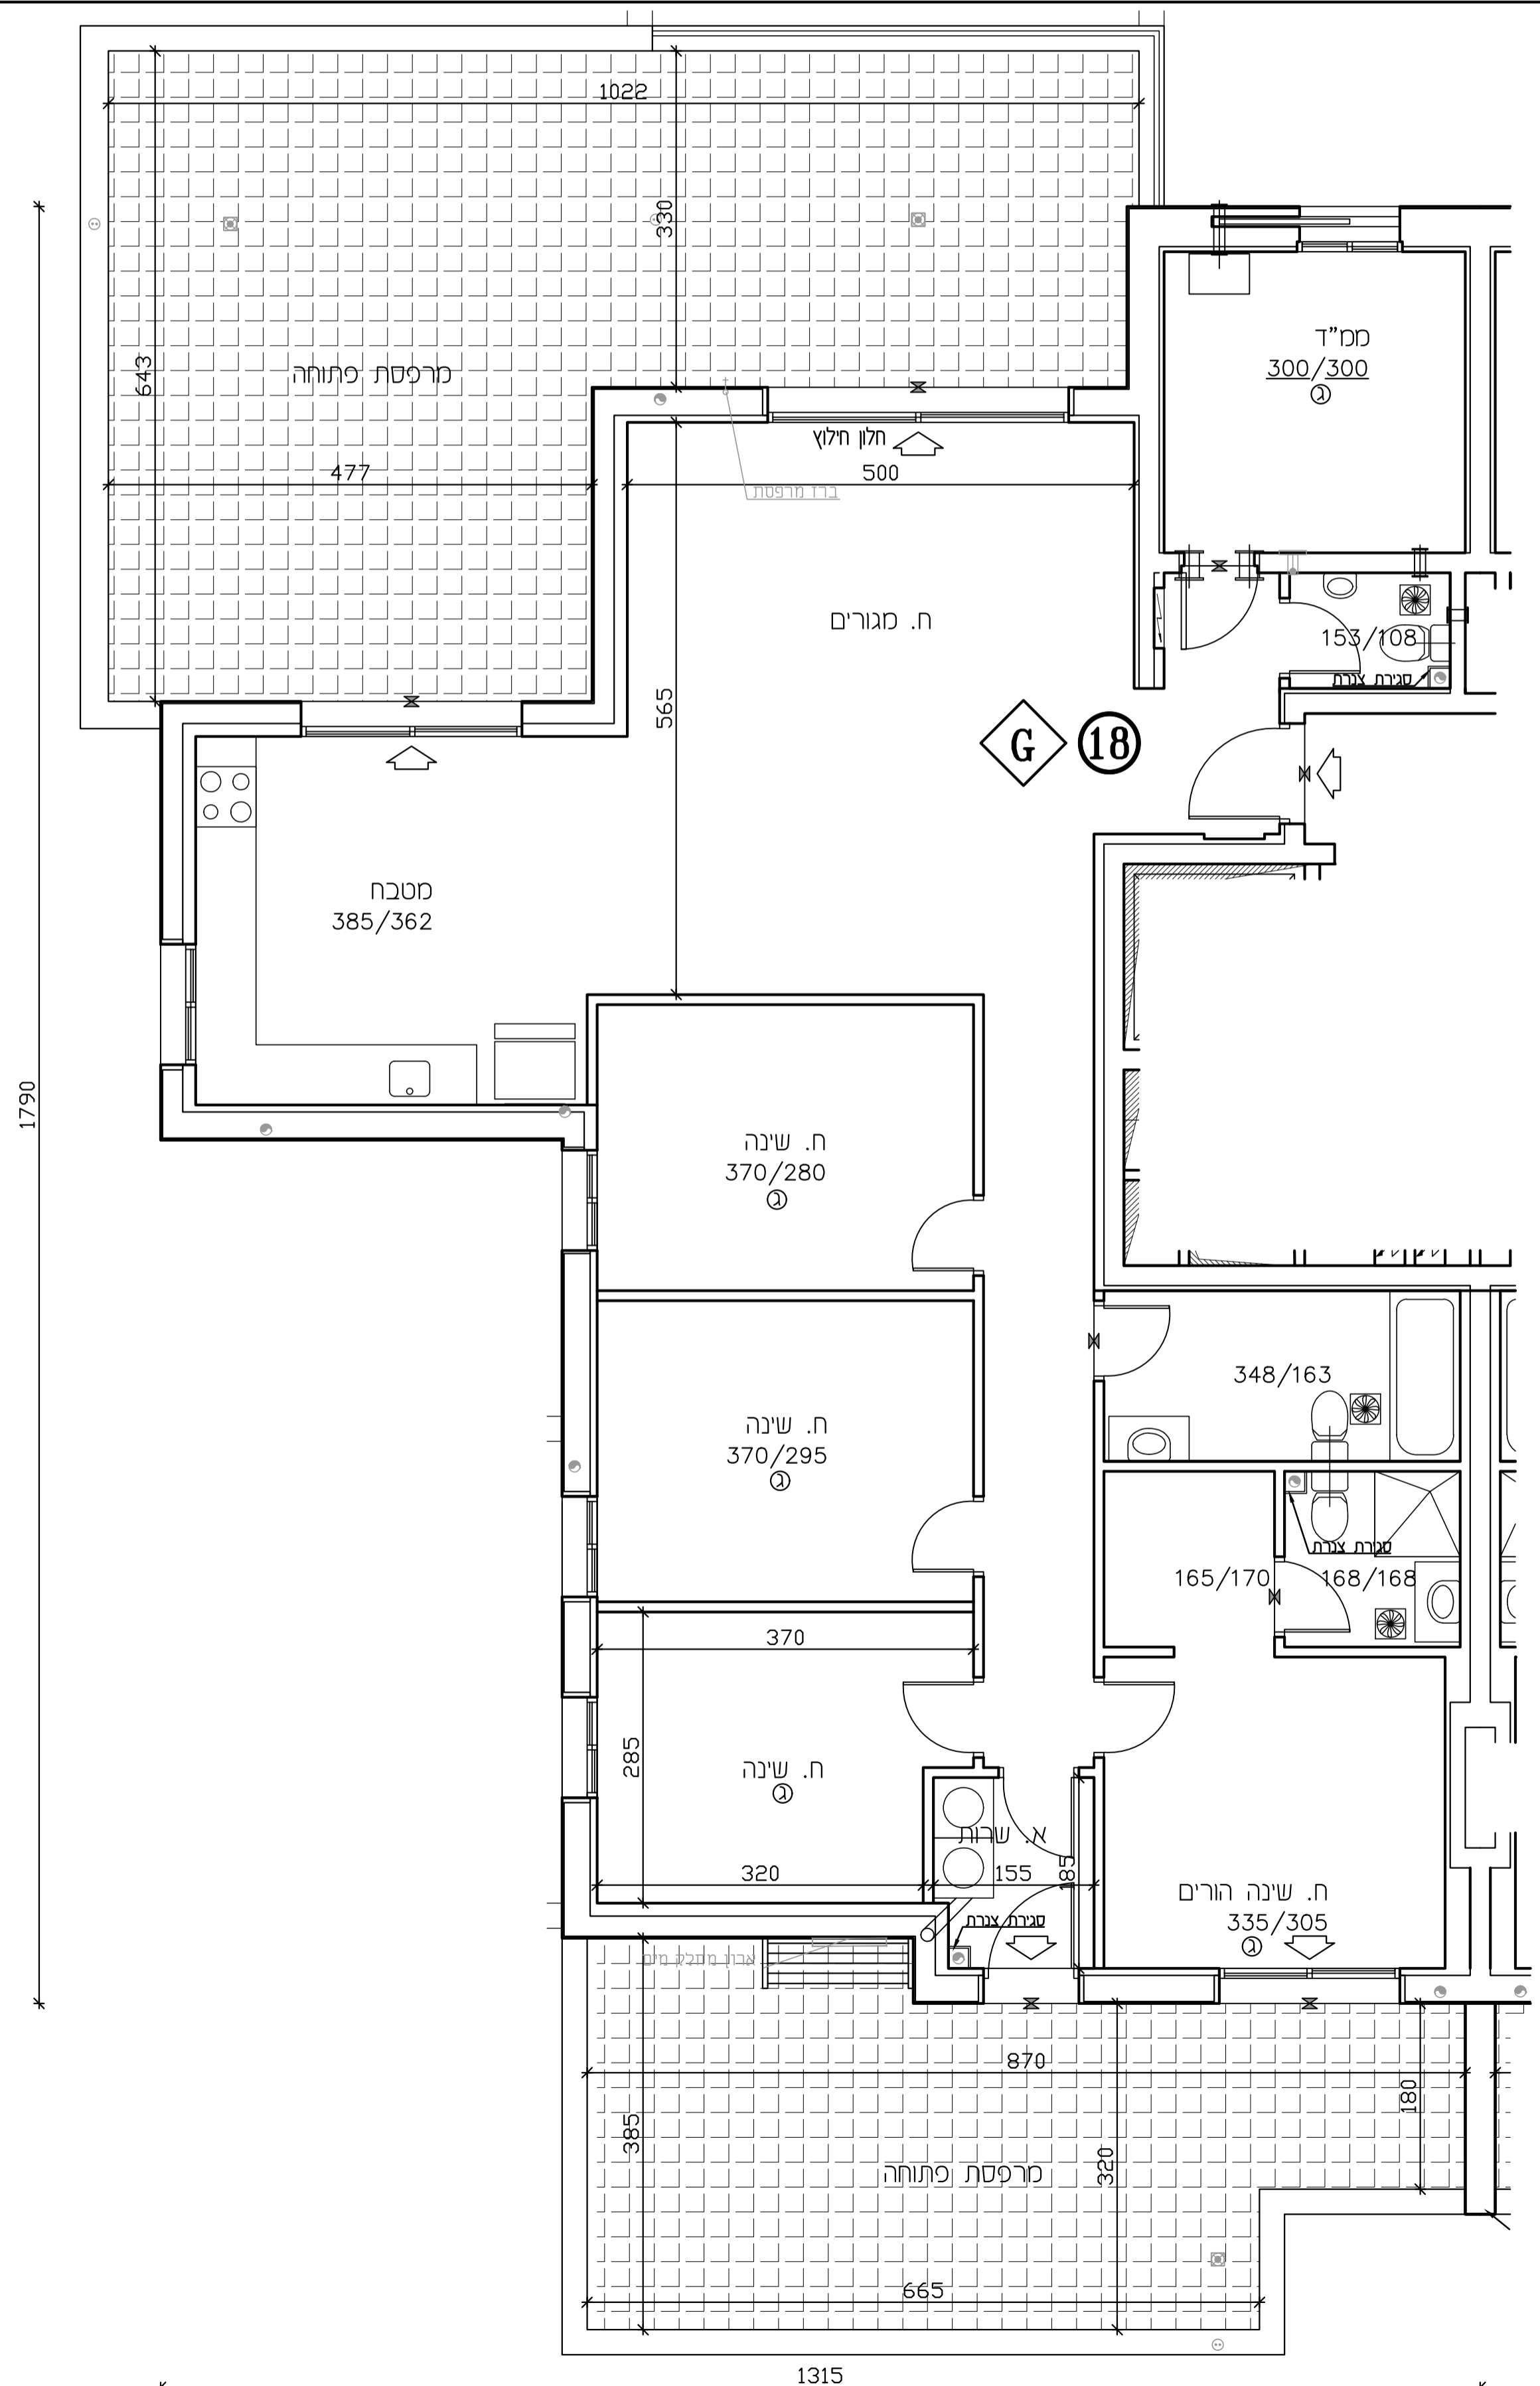 1022
330
643
מרפסת פתוחה
477
500
חלון חילוץ
ברז מרפסת
ממ"ד
300/300
ג
153/108
סגירת צנרת
ח. מגורים
565
G
18
מטבח
385/362
1790
ח. שינה
370/280
ג
ח. שינה
370/295
ג
348/163
סגירת צנרת
165/170
168/168
370
285
ח. שינה
ג
320
א. שרות
155
185
סגירת צנרת
ח. שינה הורים
335/305
ג
ארון מחלק מים
870
180
385
320
מרפסת פתוחה
665
1315